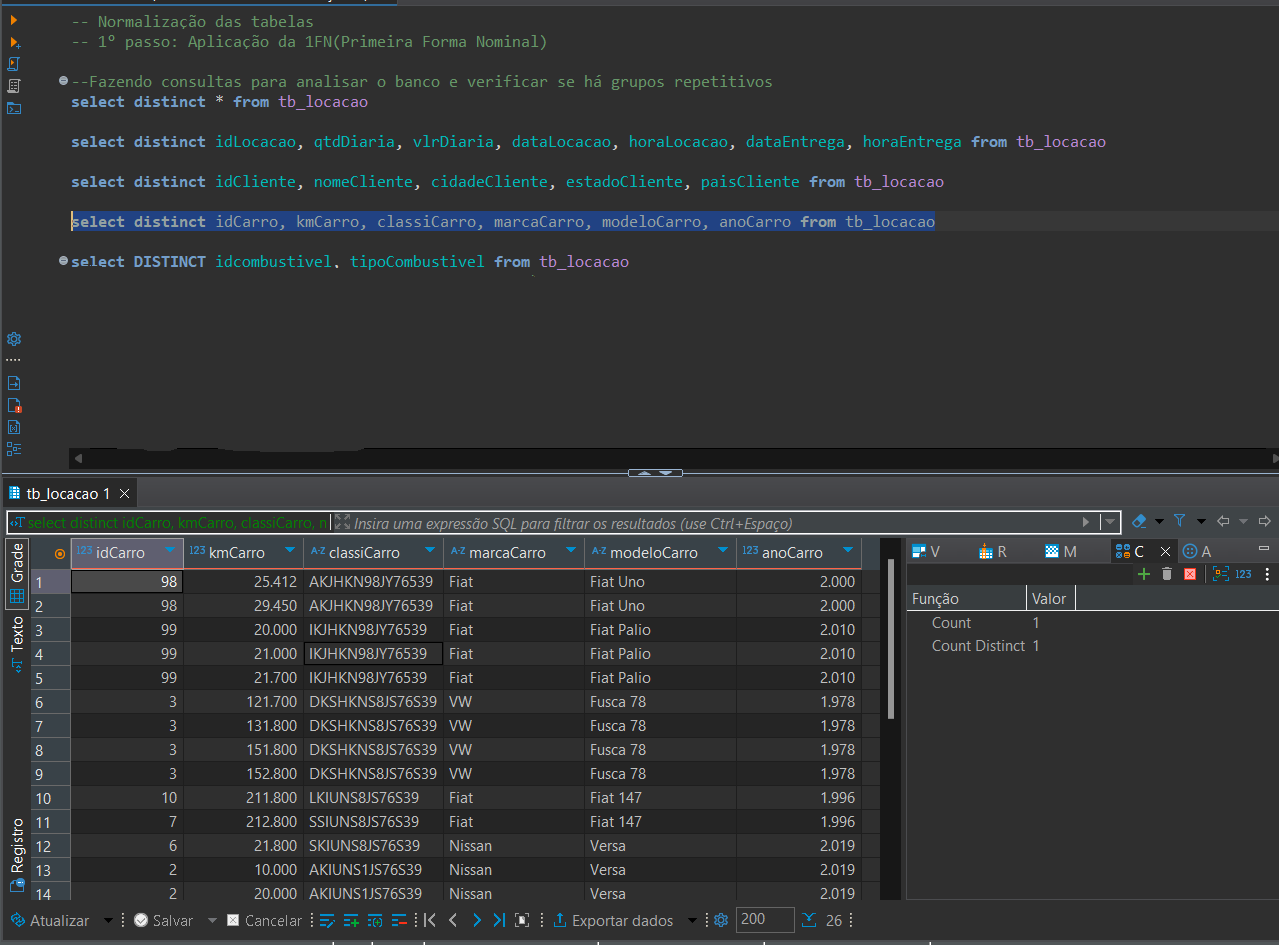 -- Normalização das tabelas
-- 1º passo: Aplicação da 1FN(Primeira Forma Nominal)
--Fazendo consultas para analisar o banco e verificar se há grupos repetitivos
select distinct * from tb_locacao
select distinct idLocacao, qtdDiaria, vlrDiaria, dataLocacao, horaLocacao, dataEntrega, horaEntrega from tb_locacao
select distinct idCliente, nomeCliente, cidadeCliente, estadoCliente, paisCliente from tb_locacao
select distinct idCarro, kmCarro, classiCarro, marcaCarro, modeloCarro, anoCarro from tb_locacao
select DISTINCT idcombustivel, tipoCombustivel from tb_locacao
tb_locacao 1
select distinct idCarro, kmCarro, classiCarro, Insira uma expressão SQL para filtrar os resultados (use Ctrl+Espaço)
Grade
Texto
Registro
123 idCarro 123 kmCarro A-Z classiCarro A-Z marcaCarro A-Z modeloCarro 123 anoCarro
1 98 25.412 AKJHKN98JY76539 Fiat Fiat Uno 2.000
2 98 29.450 AKJHKN98JY76539 Fiat Fiat Uno 2.000
3 99 20.000 IKJHKN98JY76539 Fiat Fiat Palio 2.010
4 99 21.000 IKJHKN98JY76539 Fiat Fiat Palio 2.010
5 99 21.700 IKJHKN98JY76539 Fiat Fiat Palio 2.010
6 3 121.700 DKSHKNS8JS76S39 VW Fusca 78 1.978
7 3 131.800 DKSHKNS8JS76S39 VW Fusca 78 1.978
8 3 151.800 DKSHKNS8JS76S39 VW Fusca 78 1.978
9 3 152.800 DKSHKNS8JS76S39 VW Fusca 78 1.978
10 10 211.800 LKIUNS8JS76S39 Fiat Fiat 147 1.996
11 7 212.800 SSIUNS8JS76S39 Fiat Fiat 147 1.996
12 6 21.800 SKIUNS8JS76S39 Nissan Versa 2.019
13 2 10.000 AKIUNS1JS76S39 Nissan Versa 2.019
14 2 20.000 AKIUNS1JS76S39 Nissan Versa 2.019
V R M C A
123
Função Valor
Count 1
Count Distinct 1
Atualizar Salvar Cancelar Exportar dados 200 26